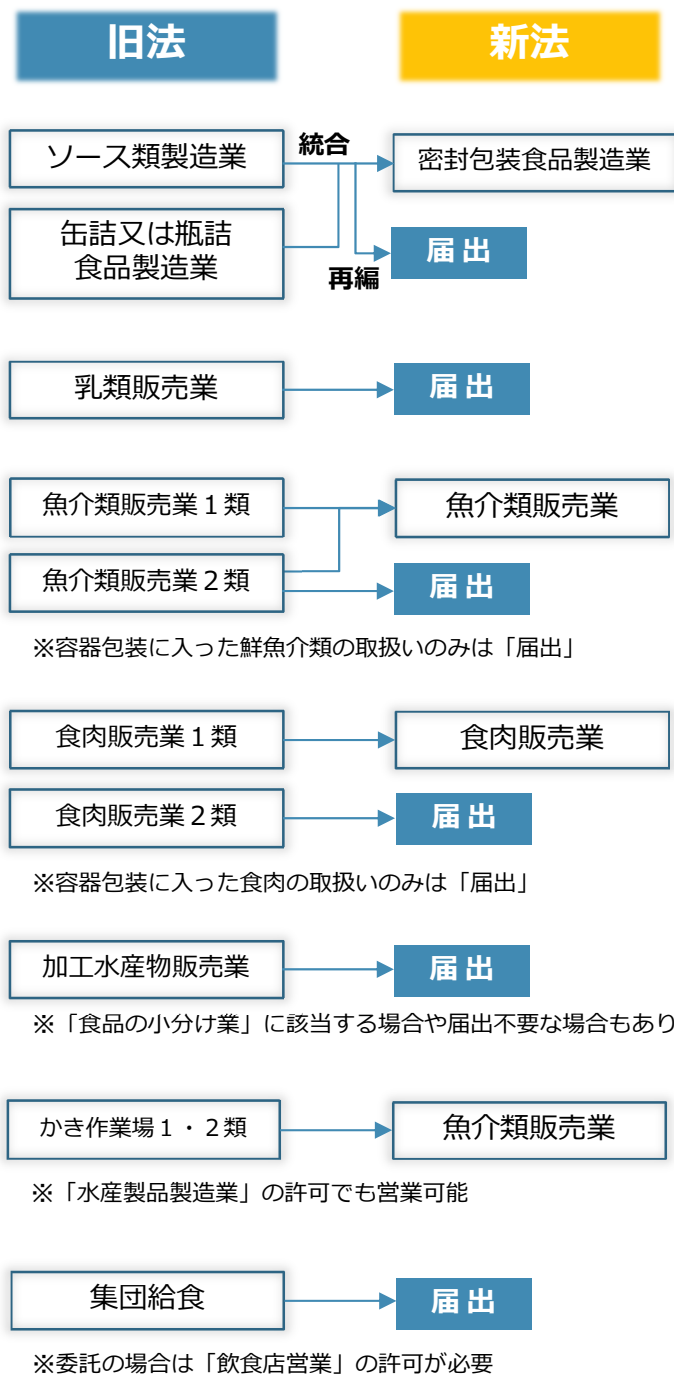 旧法
新法
ソース類製造業
統合
密封包装食品製造業
缶詰又は瓶詰
食品製造業
届出
再編
乳類販売業
届出
魚介類販売業１類
魚介類販売業
魚介類販売業２類
届出
※容器包装に入った鮮魚介類の取扱いのみは「届出」
食肉販売業１類
食肉販売業
食肉販売業２類
届出
※容器包装に入った食肉の取扱いのみは「届出」
加工水産物販売業
届出
※「食品の小分け業」に該当する場合や届出不要な場合もあり
かき作業場１・２類
魚介類販売業
※「水産製品製造業」の許可でも営業可能
集団給食
届出
※委託の場合は「飲食店営業」の許可が必要